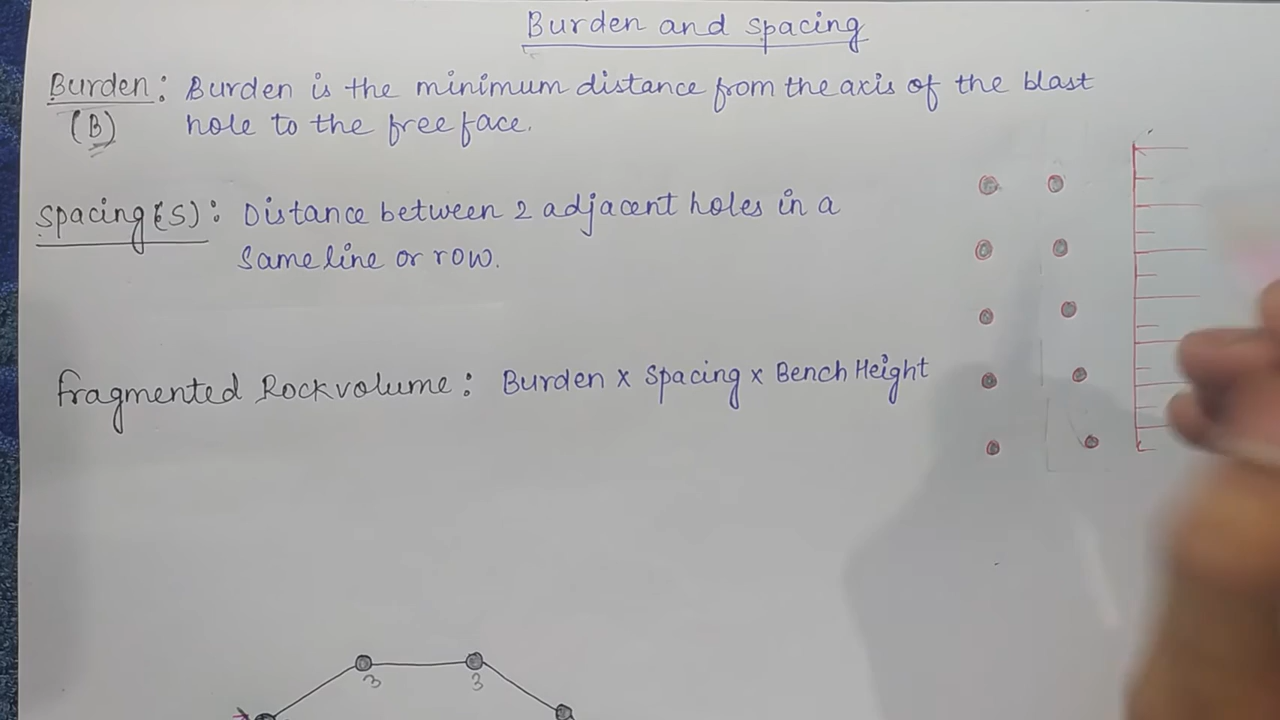 Burden and spacing
Burden: Burden is the minimum distance from the axis of the blast
(B) hole to the free face.
Spacing(S): Distance between 2 adjacent holes in a
Same line or row.
Fragmented Rock volume: Burden x Spacing x Bench Height
3 3